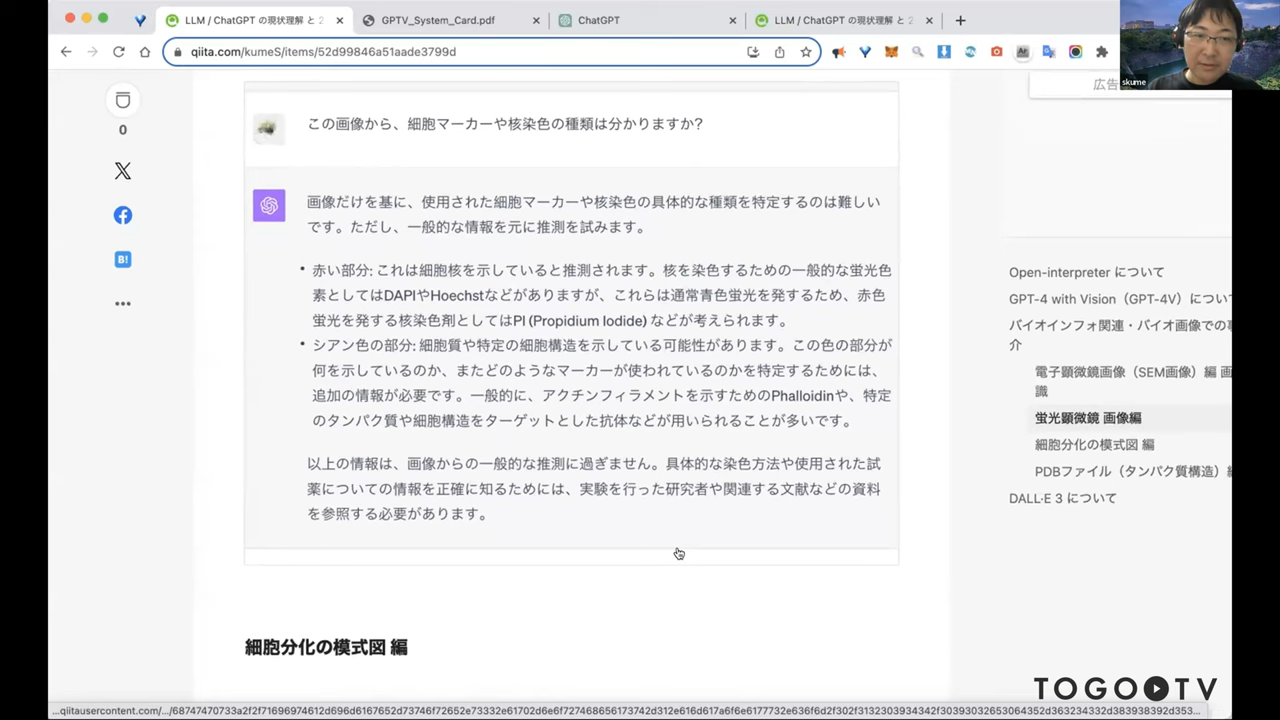 LLM / ChatGPT の現状理解 と 2
GPTV_System_Card.pdf
ChatGPT
LLM / ChatGPT の現状理解 と 2
qiita.com/kumeS/items/52d99846a51aade3799d
skume
広告
0
この画像から、細胞マーカーや核染色の種類は分かりますか?
画像だけを基に、使用された細胞マーカーや核染色の具体的な種類を特定するのは難しい
です。ただし、一般的な情報を元に推測を試みます。
• 赤い部分: これは細胞核を示していると推測されます。核を染色するための一般的な蛍光色
素としてはDAPIやHoechstなどがありますが、これらは通常青色蛍光を発するため、赤色
蛍光を発する核染色剤としてはPI (Propidium Iodide) などが考えられます。
• シアン色の部分: 細胞質や特定の細胞構造を示している可能性があります。この色の部分が
何を示しているのか、またどのようなマーカーが使われているのかを特定するためには、
追加の情報が必要です。一般的に、アクチンフィラメントを示すためのPhalloidinや、特定
のタンパク質や細胞構造をターゲットとした抗体などが用いられることが多いです。
以上の情報は、画像からの一般的な推測に過ぎません。具体的な染色方法や使用された試
薬についての情報を正確に知るためには、実験を行った研究者や関連する文献などの資料
を参照する必要があります。
細胞分化の模式図 編
B!
Open-interpreter について
GPT-4 with Vision（GPT-4V）につい
バイオインフォ関連・バイオ画像での事
介
電子顕微鏡画像（SEM画像）編 画
識
蛍光顕微鏡 画像編
細胞分化の模式図 編
PDBファイル（タンパク質構造）編
DALL·E 3 について
TOGO TV